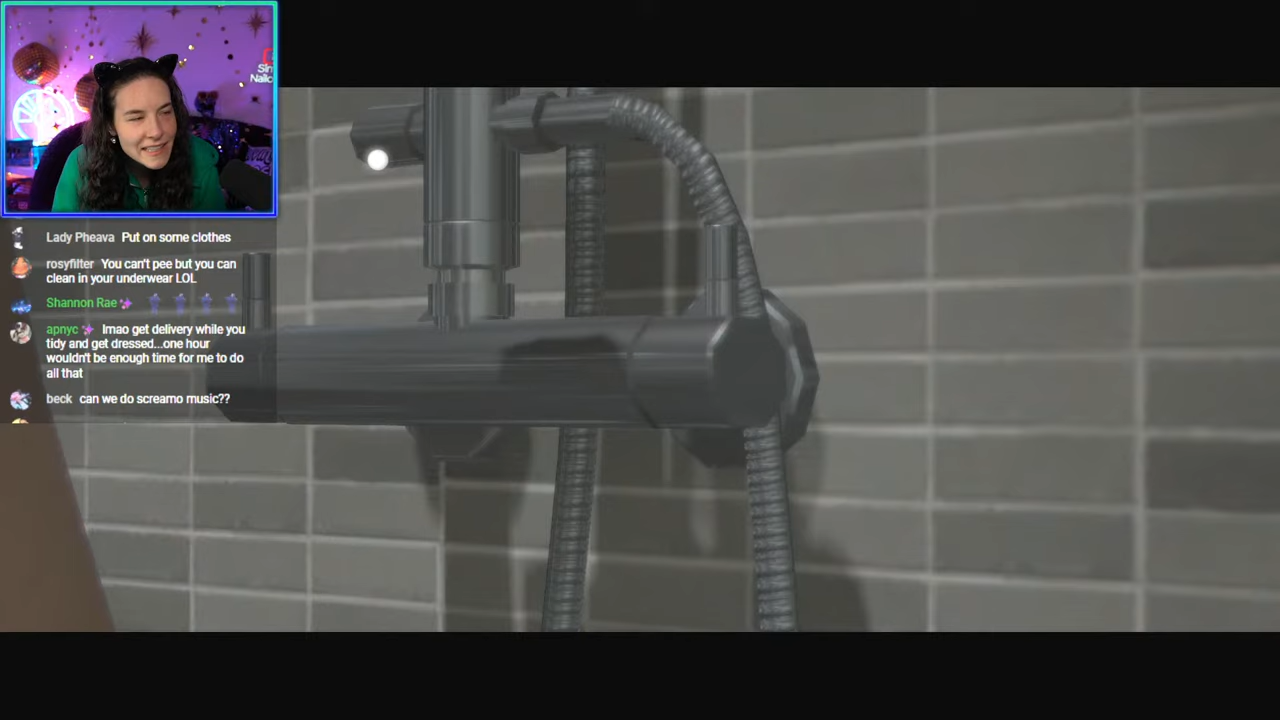 Lady Pheava Put on some clothes
rosyfilter You can't pee but you can
clean in your underwear LOL
Shannon Rae
apnyc lmao get delivery while you
tidy and get dressed...one hour
wouldn't be enough time for me to do
all that
beck can we do screamo music??